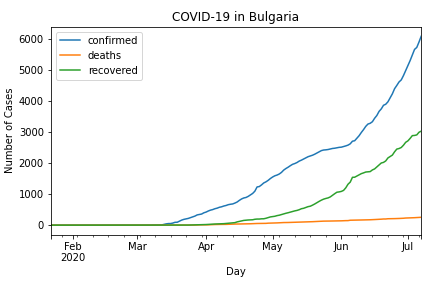 COVID-19 in Bulgaria
confirmed
deaths
recovered
Number of Cases
6000
5000
4000
3000
2000
1000
0
Feb Mar Apr May Jun Jul
2020
Day